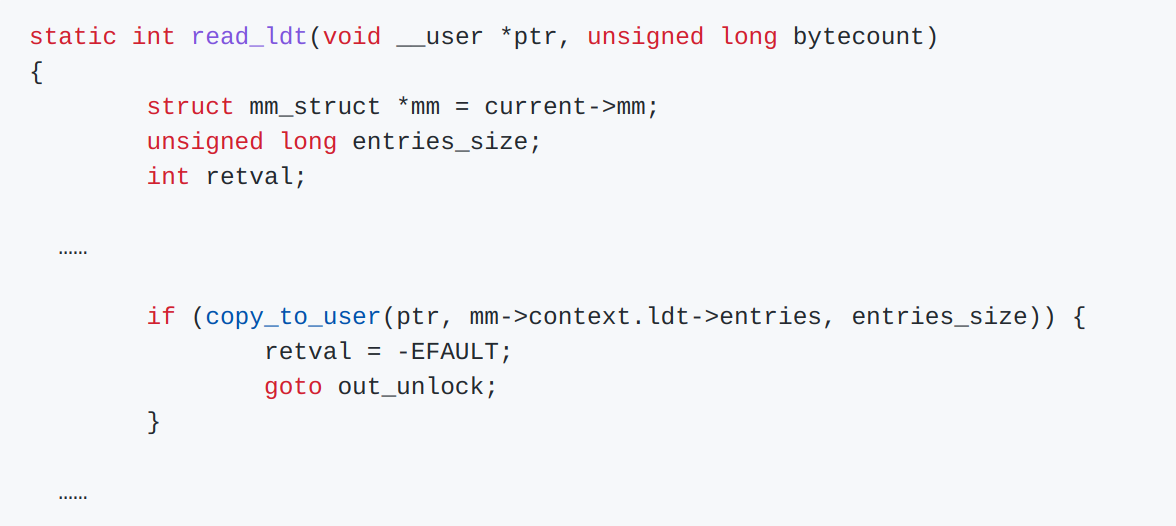 static int read_ldt(void __user *ptr, unsigned long bytecount)
{
        struct mm_struct *mm = current->mm;
        unsigned long entries_size;
        int retval;

  ……

        if (copy_to_user(ptr, mm->context.ldt->entries, entries_size)) {
                retval = -EFAULT;
                goto out_unlock;
        }

  ……